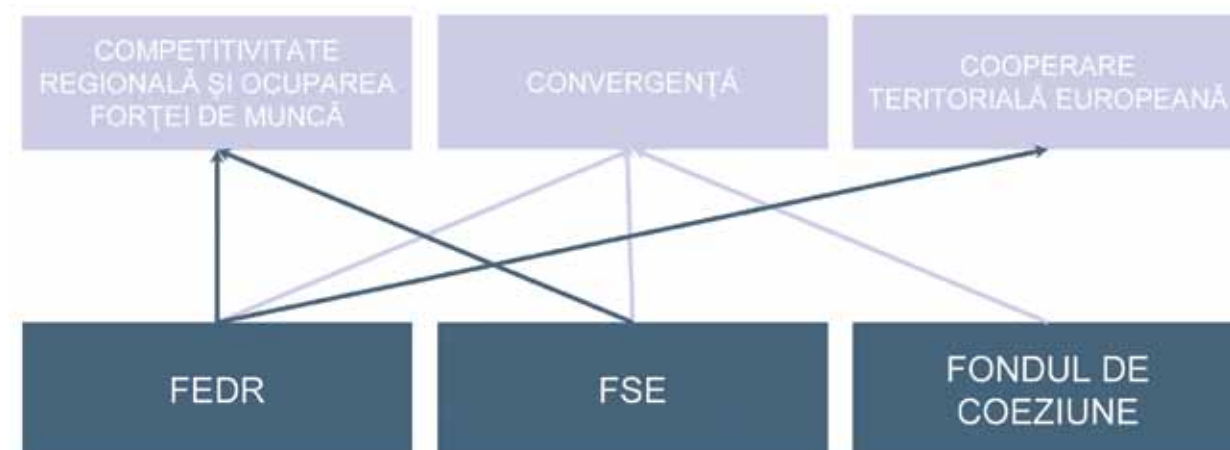 COMPETITIVITATE
REGIONALĂ ŞI OCUPAREA
FORŢEI DE MUNCĂ
CONVERGENŢĂ
COOPERARE
TERITORIALĂ EUROPEANĂ
FEDR
FSE
FONDUL DE
COEZIUNE